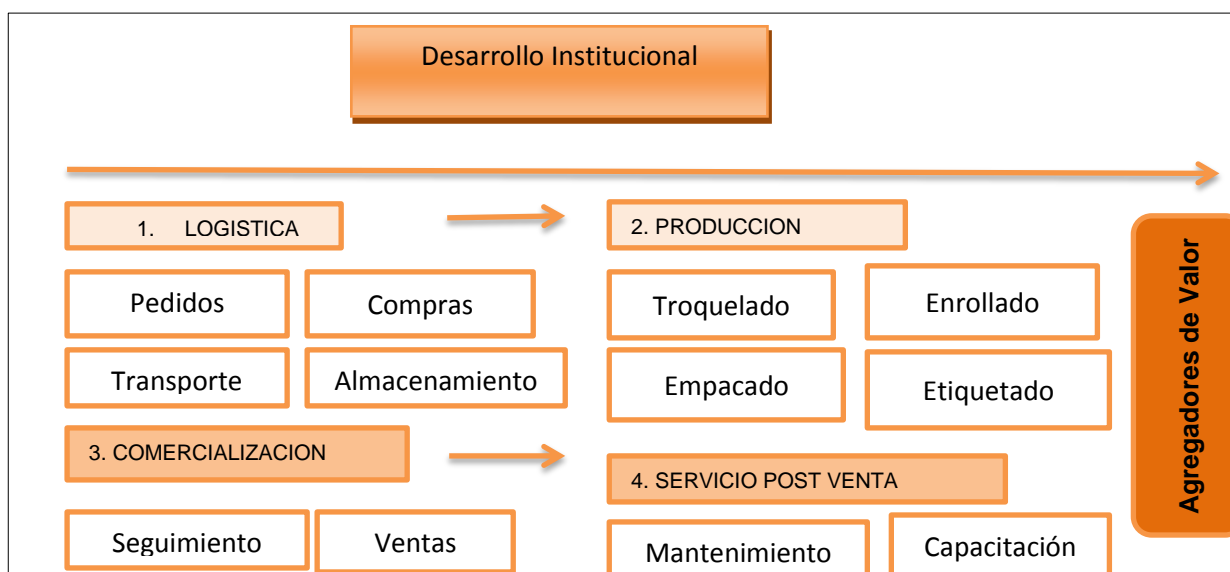 Desarrollo Institucional
1. LOGISTICA
2. PRODUCCION
Pedidos
Compras
Troquelado
Enrollado
Transporte
Almacenamiento
Empacado
Etiquetado
3. COMERCIALIZACION
4. SERVICIO POST VENTA
Seguimiento
Ventas
Mantenimiento
Capacitación
Agregadores de Valor